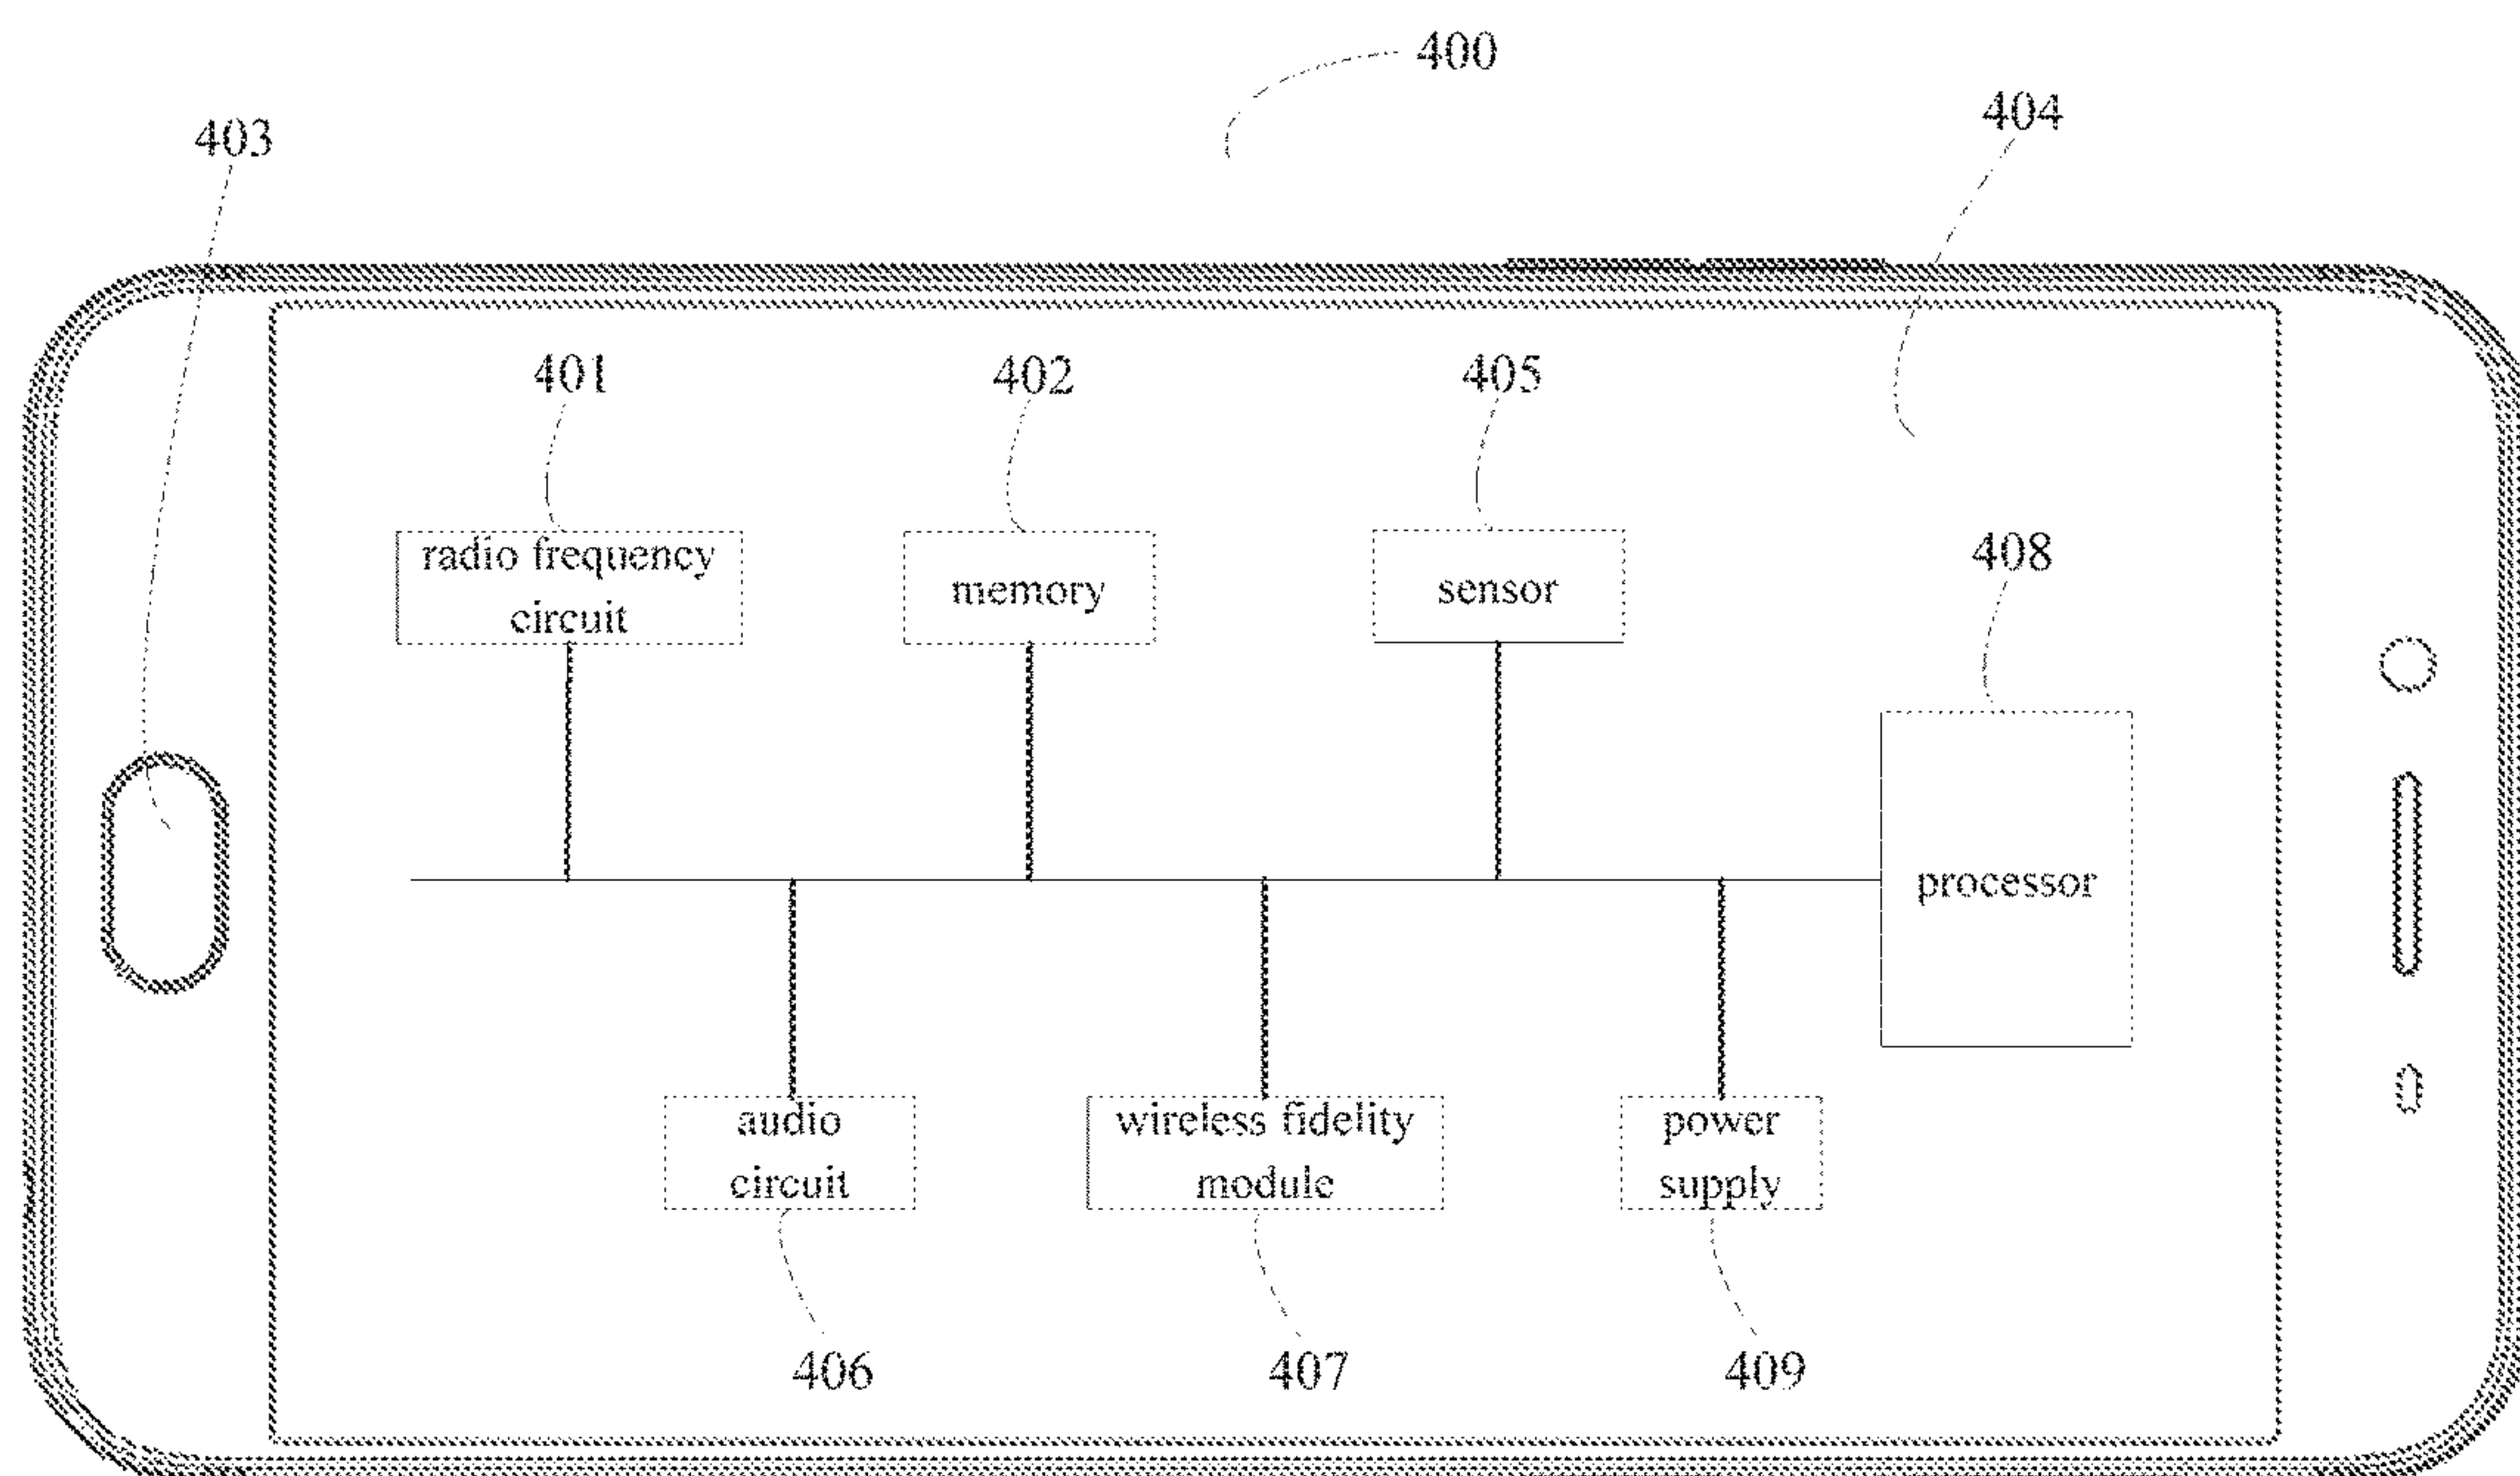 400
404
403
401
402
405
radio frequency
circuit
memory
sensor
408
processor
audio
circuit
wireless fidelity
module
power
supply
406
407
409